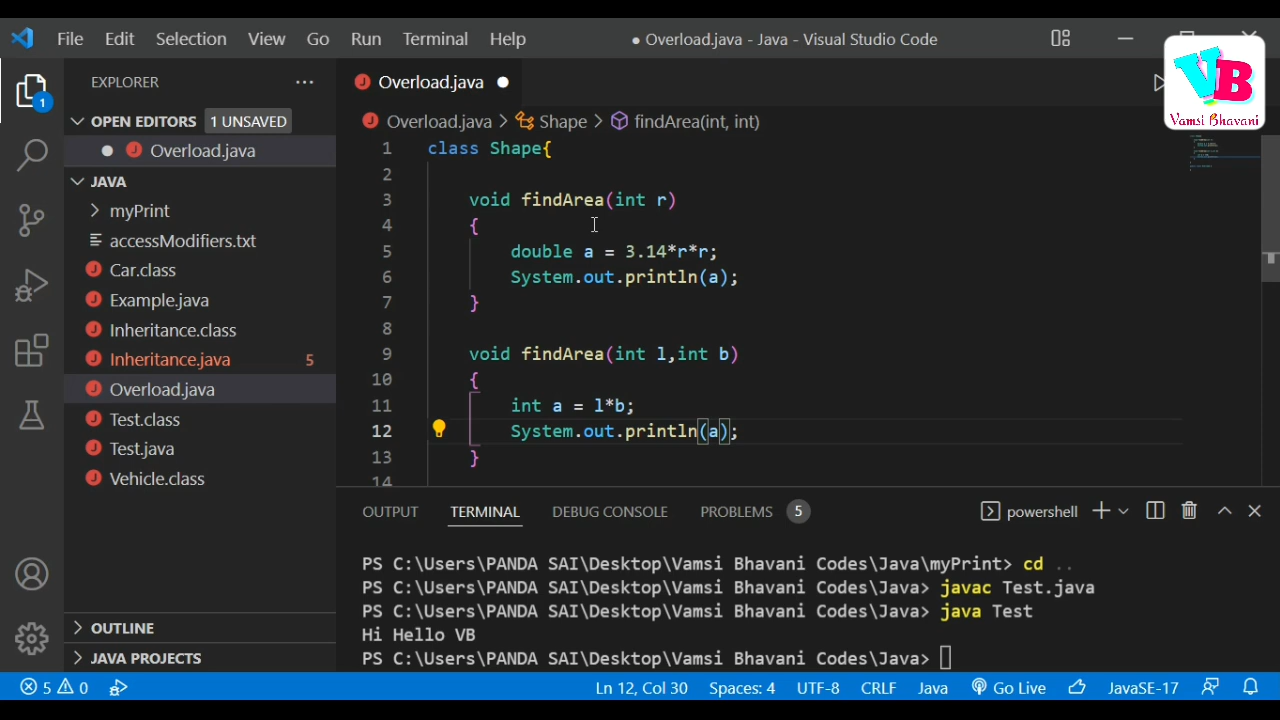 File Edit Selection View Go Run Terminal Help
● Overload.java - Java - Visual Studio Code
VB
Vamsi Bhavani
EXPLORER
OPEN EDITORS 1 UNSAVED
Overload.java
JAVA
myPrint
accessModifiers.txt
Car.class
Example.java
Inheritance.class
Inheritance.java 5
Overload.java
Test.class
Test.java
Vehicle.class
OUTLINE
JAVA PROJECTS
1
Overload.java
Overload.java > Shape > findArea(int, int)
1 class Shape{
2
3 void findArea(int r)
4 {
5 double a = 3.14*r*r;
6 System.out.println(a);
7 }
8
9 void findArea(int l,int b)
10 {
11 int a = l*b;
12 System.out.println(a);
13 }
14
OUTPUT TERMINAL DEBUG CONSOLE PROBLEMS 5 powershell
PS C:\Users\PANDA SAI\Desktop\Vamsi Bhavani Codes\Java\myPrint> cd ..
PS C:\Users\PANDA SAI\Desktop\Vamsi Bhavani Codes\Java> javac Test.java
PS C:\Users\PANDA SAI\Desktop\Vamsi Bhavani Codes\Java> java Test
Hi Hello VB
PS C:\Users\PANDA SAI\Desktop\Vamsi Bhavani Codes\Java>
5 0 Ln 12, Col 30 Spaces: 4 UTF-8 CRLF Java Go Live JavaSE-17